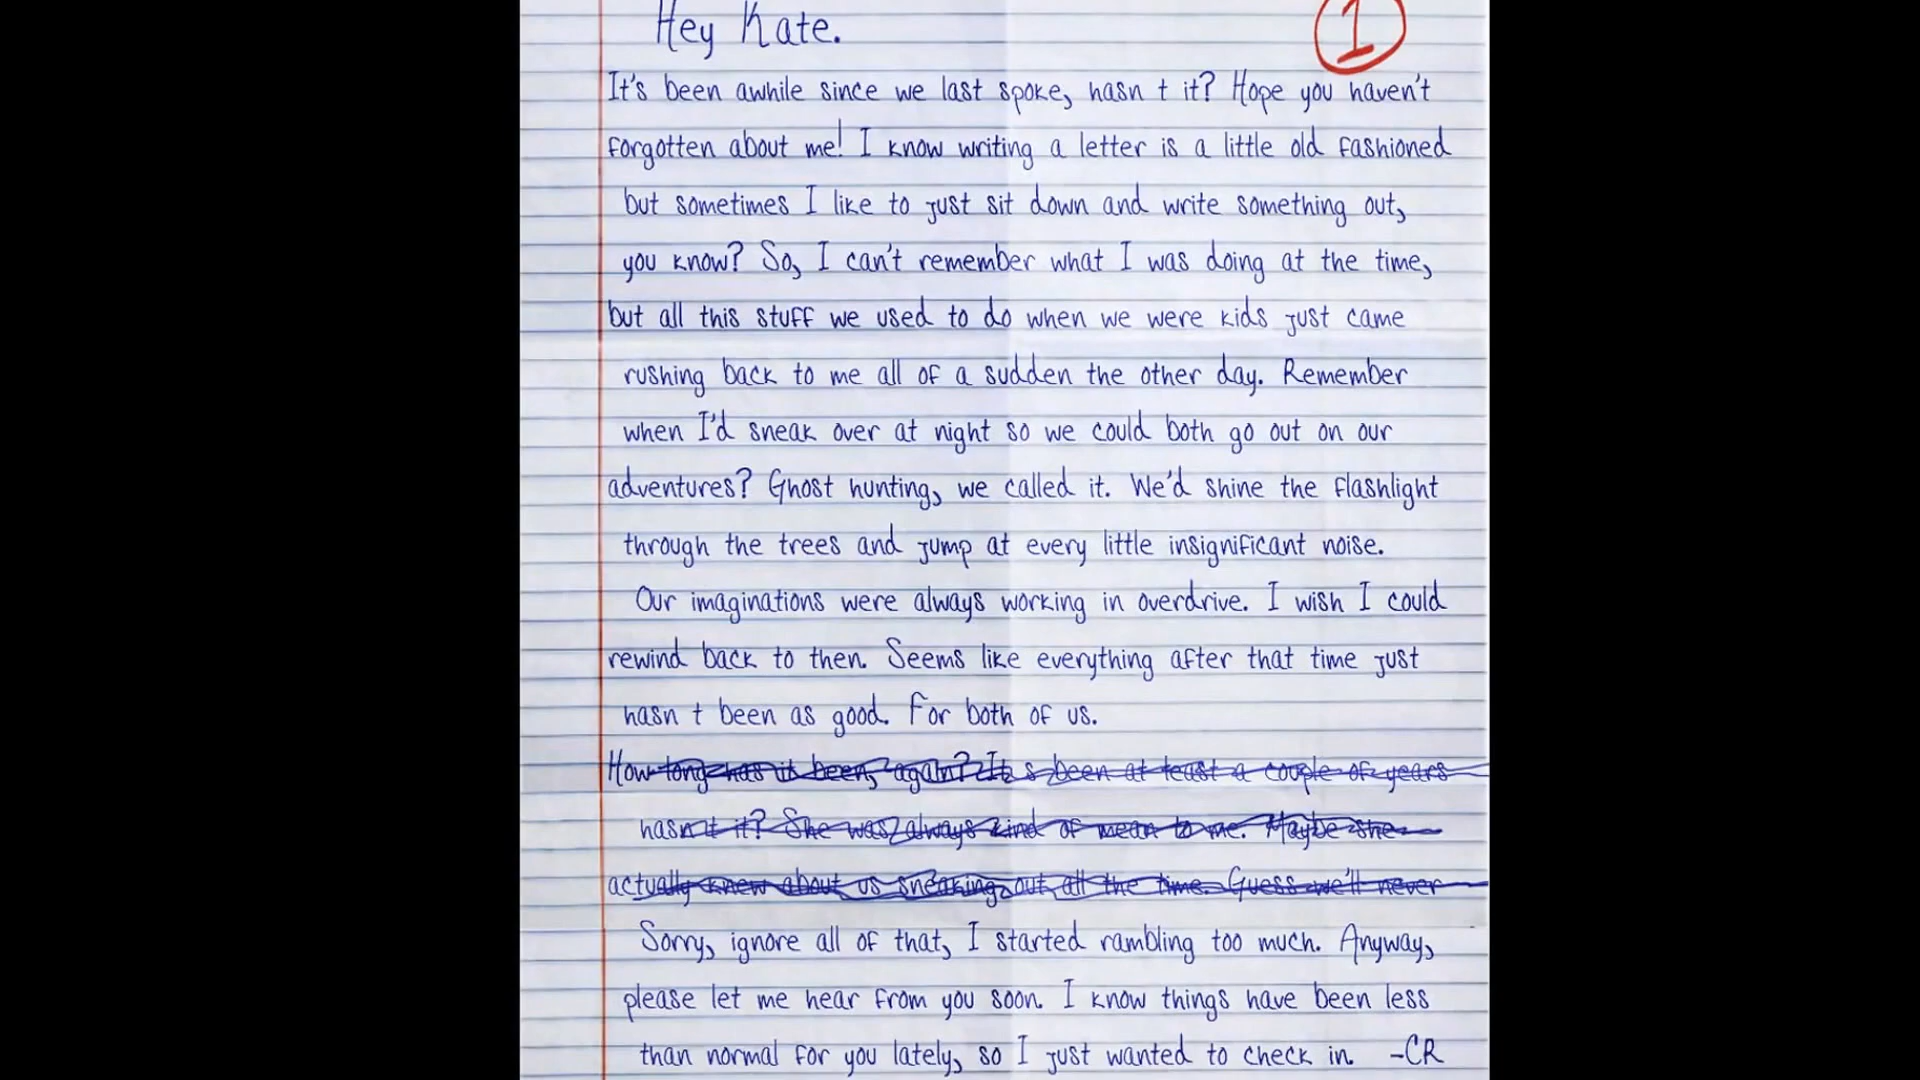 Hey Kate.
1
It's been awhile since we last spoke, hasn t it? Hope you haven't
forgotten about me! I know writing a letter is a little old fashioned
but sometimes I like to just sit down and write something out,
you know? So, I can't remember what I was doing at the time,
but all this stuff we used to do when we were kids just came
rushing back to me all of a sudden the other day. Remember
when I'd sneak over at night so we could both go out on our
adventures? Ghost hunting, we called it. We'd shine the flashlight
through the trees and jump at every little insignificant noise.
Our imaginations were always working in overdrive. I wish I could
rewind back to then. Seems like everything after that time just
hasn t been as good. For both of us.
How long has it been, again? It s been at least a couple of years
hasn t it? She was always kind of mean to me. Maybe she
actually knew about us sneaking out all the time. Guess we'll never
Sorry, ignore all of that, I started rambling too much. Anyway,
please let me hear from you soon. I know things have been less
than normal for you lately, so I just wanted to check in. -CR